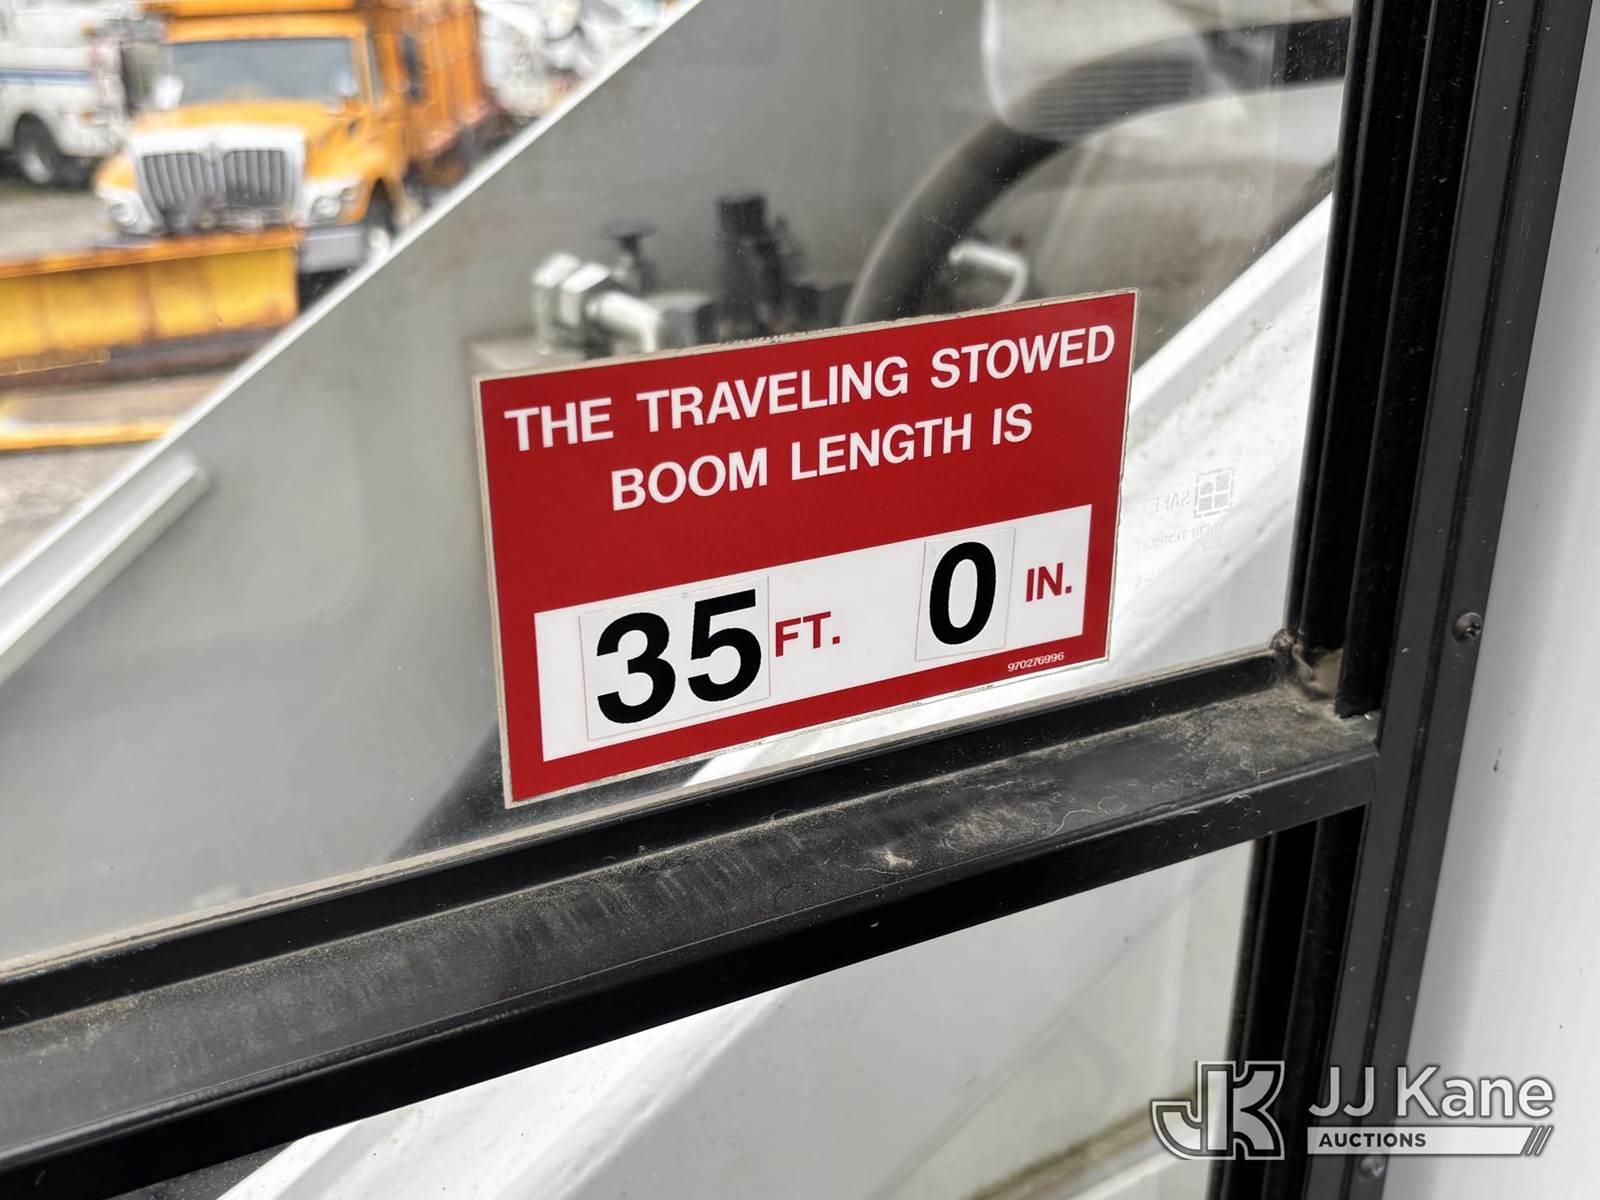 THE TRAVELING STOWED
BOOM LENGTH IS
35 FT. 0 IN.
970276996
JJ Kane
AUCTIONS